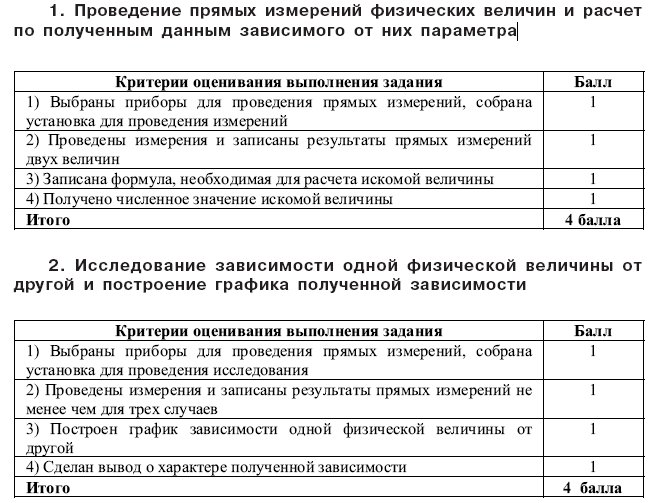 1. Проведение прямых измерений физических величин и расчет
по полученным данным зависимого от них параметра
Критерии оценивания выполнения задания Балл
1) Выбраны приборы для проведения прямых измерений, собрана 1
установка для проведения измерений
2) Проведены измерения и записаны результаты прямых измерений 1
двух величин
3) Записана формула, необходимая для расчета искомой величины 1
4) Получено численное значение искомой величины 1
Итого 4 балла
2. Исследование зависимости одной физической величины от
другой и построение графика полученной зависимости
Критерии оценивания выполнения задания Балл
1) Выбраны приборы для проведения прямых измерений, собрана 1
установка для проведения исследования
2) Проведены измерения и записаны результаты прямых измерений не 1
менее чем для трех случаев
3) Построен график зависимости одной физической величины от 1
другой
4) Сделан вывод о характере полученной зависимости 1
Итого 4 балла